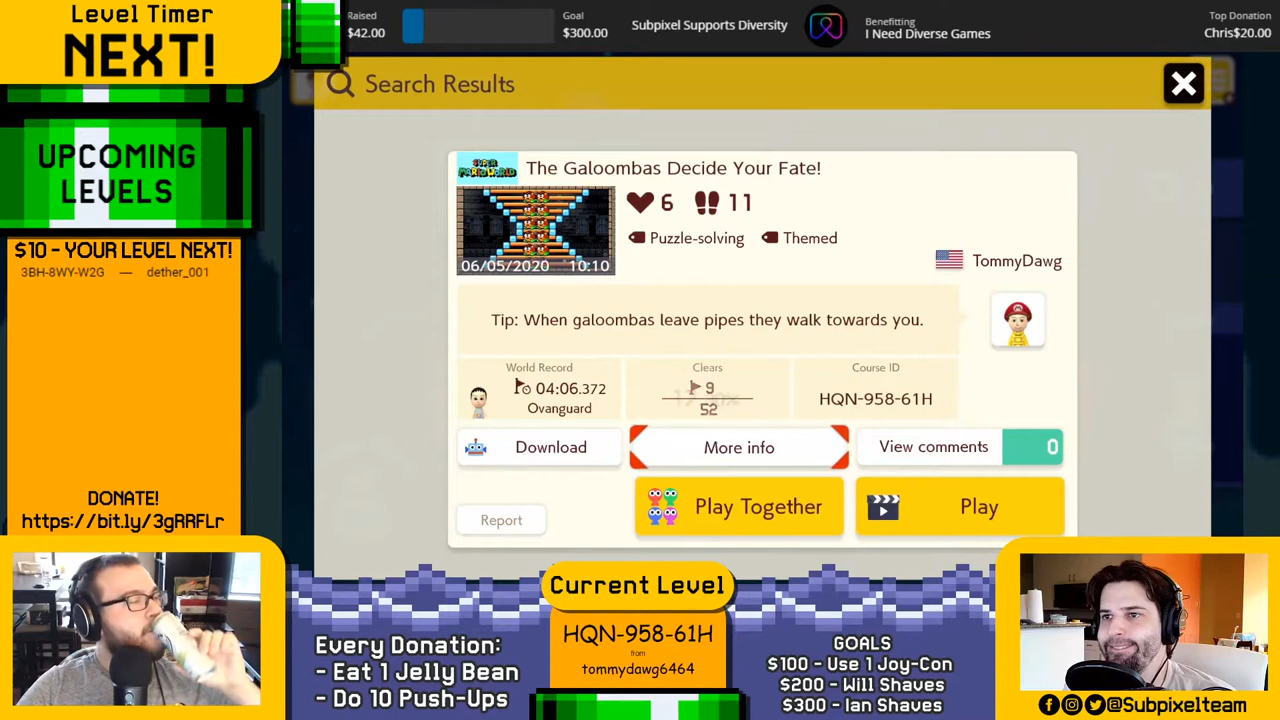 Level Timer
NEXT!
Raised
$42.00
Goal
$300.00
Subpixel Supports Diversity
Benefitting
I Need Diverse Games
Top Donation
Chris$20.00
Search Results
UPCOMING
LEVELS
$10 - YOUR LEVEL NEXT!
3BH-8WY-W2G — dether_001
DONATE!
https://bit.ly/3gRRFLr
SUPER
MARIO WORLD
The Galoombas Decide Your Fate!
6
11
Puzzle-solving
Themed
06/05/2020 10:10
TommyDawg
Tip: When galoombas leave pipes they walk towards you.
World Record
04:06.372
Ovanguard
Clears
9
52
Course ID
HQN-958-61H
Download
More info
View comments
0
Report
Play Together
Play
Every Donation:
- Eat 1 Jelly Bean
- Do 10 Push-Ups
Current Level
HQN-958-61H
from
tommydawg6464
GOALS
$100 - Use 1 Joy-Con
$200 - Will Shaves
$300 - Ian Shaves
@Subpixelteam